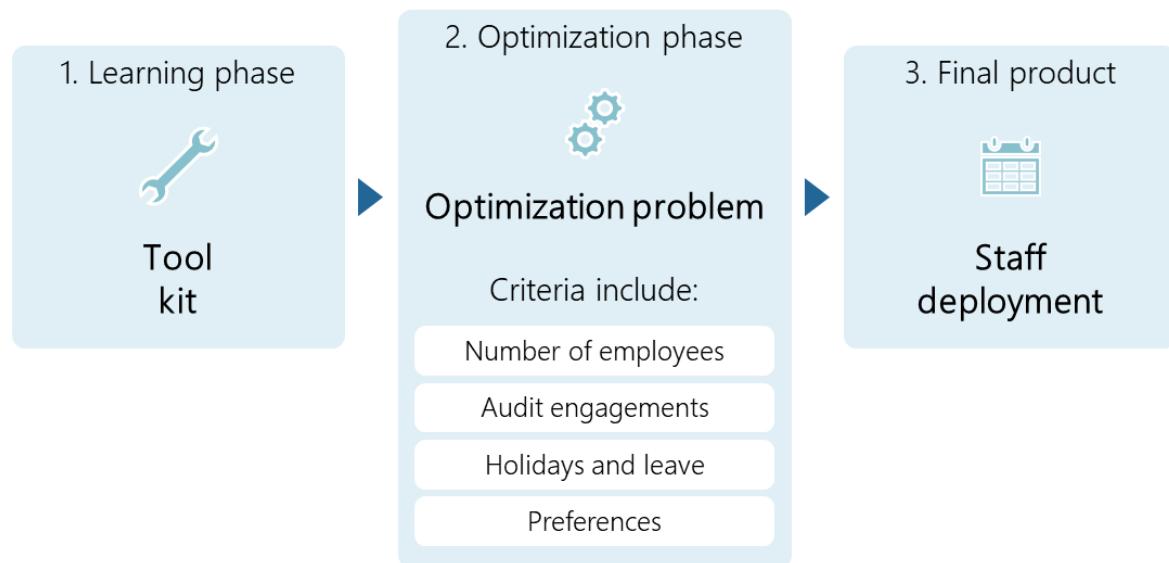 1. Learning phase
Tool
kit
2. Optimization phase
Optimization problem
Criteria include:
Number of employees
Audit engagements
Holidays and leave
Preferences
3. Final product
Staff
deployment